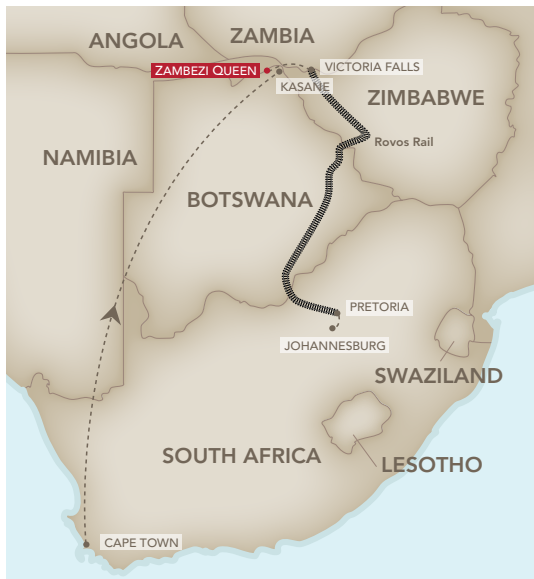 ANGOLA
ZAMBIA
ZAMBEZI QUEEN
VICTORIA FALLS
KASANE
ZIMBABWE
Rovos Rail
NAMIBIA
BOTSWANA
PRETORIA
JOHANNESBURG
SWAZILAND
SOUTH AFRICA
LESOTHO
CAPE TOWN